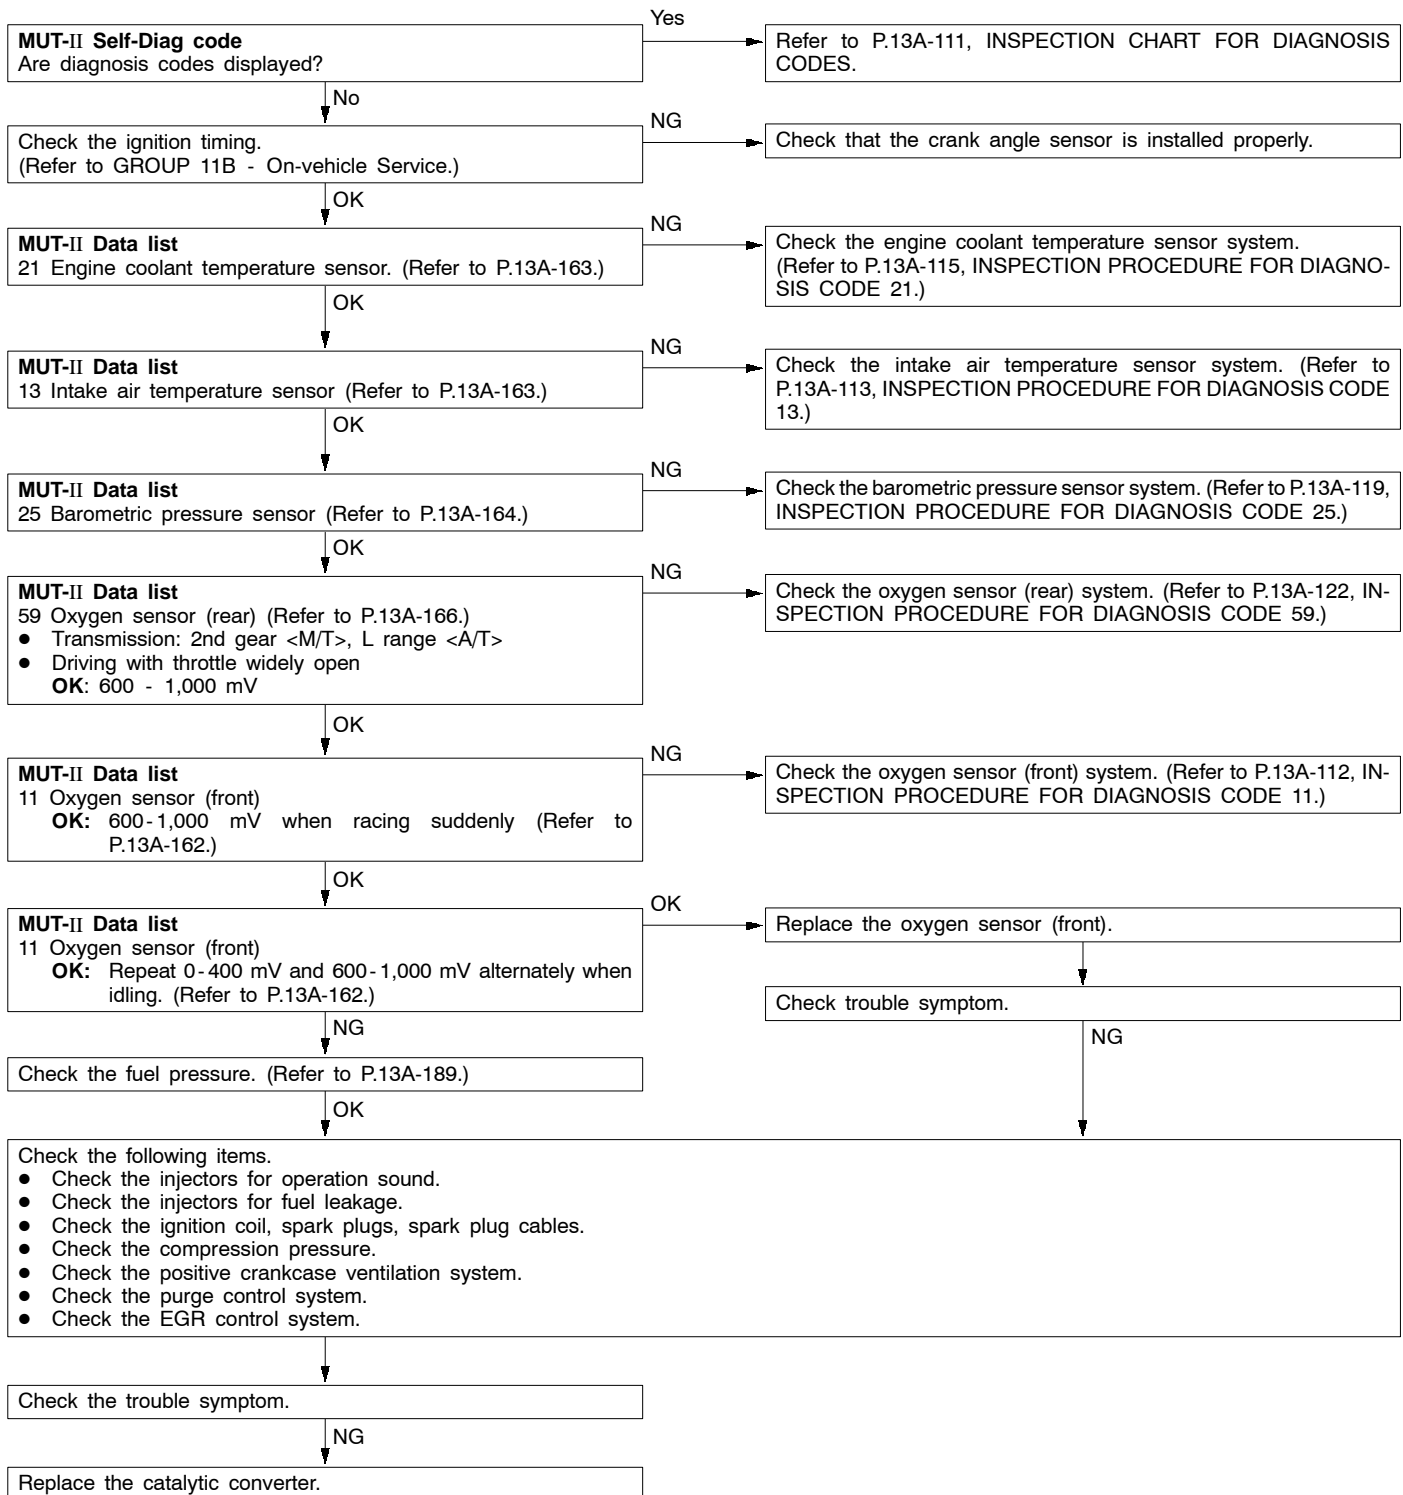 Yes
MUT-II Self-Diag code
Are diagnosis codes displayed?
Refer to P.13A-111, INSPECTION CHART FOR DIAGNOSIS
CODES.
No
Check the ignition timing.
(Refer to GROUP 11B - On-vehicle Service.)
NG
Check that the crank angle sensor is installed properly.
OK
MUT-II Data list
21 Engine coolant temperature sensor. (Refer to P.13A-163.)
NG
Check the engine coolant temperature sensor system.
(Refer to P.13A-115, INSPECTION PROCEDURE FOR DIAGNO-
SIS CODE 21.)
OK
MUT-II Data list
13 Intake air temperature sensor (Refer to P.13A-163.)
NG
Check the intake air temperature sensor system. (Refer to
P.13A-113, INSPECTION PROCEDURE FOR DIAGNOSIS CODE
13.)
OK
MUT-II Data list
25 Barometric pressure sensor (Refer to P.13A-164.)
NG
Check the barometric pressure sensor system. (Refer to P.13A-119,
INSPECTION PROCEDURE FOR DIAGNOSIS CODE 25.)
OK
MUT-II Data list
59 Oxygen sensor (rear) (Refer to P.13A-166.)
● Transmission: 2nd gear <M/T>, L range <A/T>
● Driving with throttle widely open
OK: 600 - 1,000 mV
NG
Check the oxygen sensor (rear) system. (Refer to P.13A-122, IN-
SPECTION PROCEDURE FOR DIAGNOSIS CODE 59.)
OK
MUT-II Data list
11 Oxygen sensor (front)
OK: 600-1,000 mV when racing suddenly (Refer to
P.13A-162.)
NG
Check the oxygen sensor (front) system. (Refer to P.13A-112, IN-
SPECTION PROCEDURE FOR DIAGNOSIS CODE 11.)
OK
MUT-II Data list
11 Oxygen sensor (front)
OK: Repeat 0-400 mV and 600-1,000 mV alternately when
idling. (Refer to P.13A-162.)
OK
Replace the oxygen sensor (front).
Check trouble symptom.
NG
NG
Check the fuel pressure. (Refer to P.13A-189.)
OK
Check the following items.
● Check the injectors for operation sound.
● Check the injectors for fuel leakage.
● Check the ignition coil, spark plugs, spark plug cables.
● Check the compression pressure.
● Check the positive crankcase ventilation system.
● Check the purge control system.
● Check the EGR control system.
Check the trouble symptom.
NG
Replace the catalytic converter.